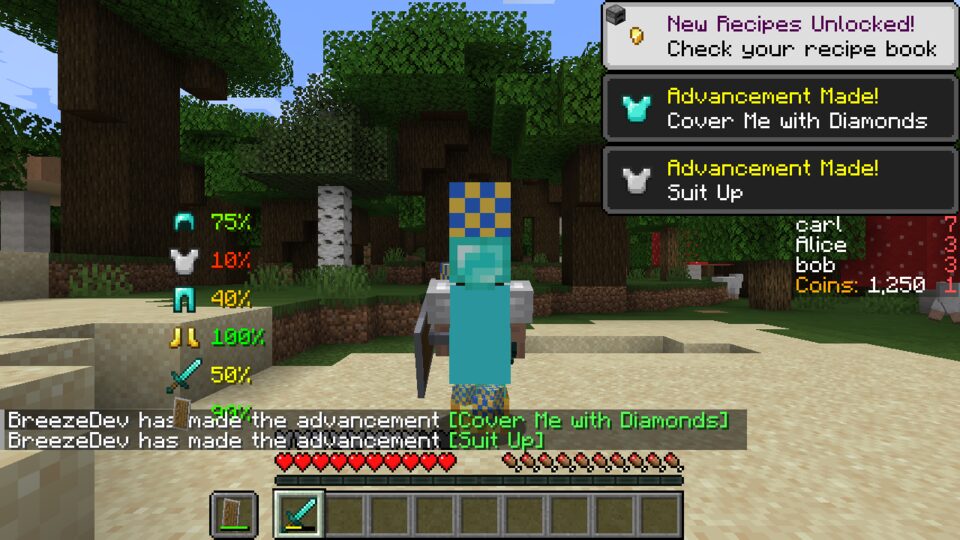 New Recipes Unlocked!
Check your recipe book
Advancement Made!
Cover Me with Diamonds
Advancement Made!
Suit Up
carl 7
Alice 3
bob 3
Coins: 1,250 1
75%
10%
40%
100%
50%
99%
BreezeDev has made the advancement [Cover Me with Diamonds]
BreezeDev has made the advancement [Suit Up]